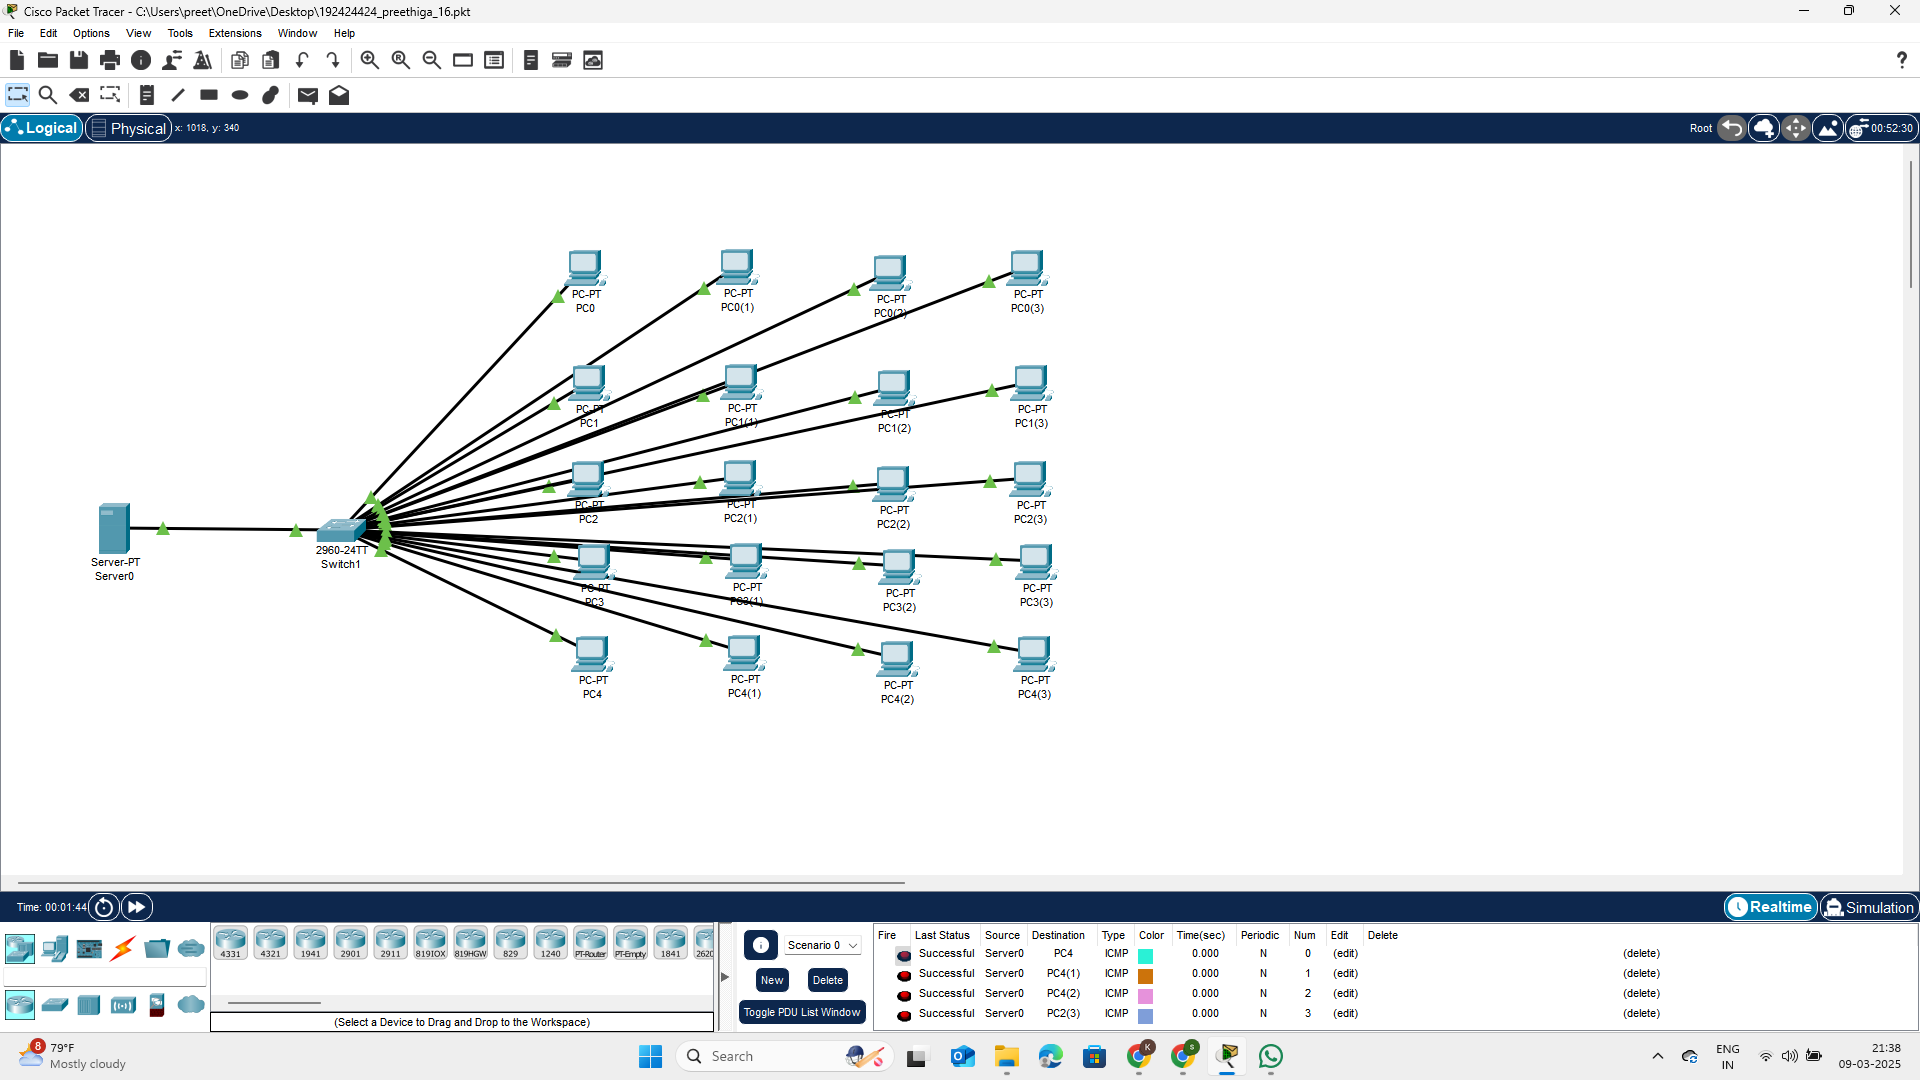 Cisco Packet Tracer - C:\Users\preet\OneDrive\Desktop\192424424_preethiga_16.pkt
File Edit Options View Tools Extensions Window Help
?
Logical Physical x: 1018, y: 340 Root 00:52:30
PC-PT
PC0
PC-PT
PC0(1)
PC-PT
PC0(2)
PC-PT
PC0(3)
PC-PT
PC1
PC-PT
PC1(1)
PC-PT
PC1(2)
PC-PT
PC1(3)
PC-PT
PC2
PC-PT
PC2(1)
PC-PT
PC2(2)
PC-PT
PC2(3)
Server-PT
Server0
2960-24TT
Switch1
PC-PT
PC3
PC-PT
PC3(1)
PC-PT
PC3(2)
PC-PT
PC3(3)
PC-PT
PC4
PC-PT
PC4(1)
PC-PT
PC4(2)
PC-PT
PC4(3)
Time: 00:01:44 Realtime Simulation
4331 4321 1941 2901 2911 819IOX 819HGW 829 1240 PT-Router PT-Empty 1841 2620
(Select a Device to Drag and Drop to the Workspace)
Scenario 0
New Delete
Toggle PDU List Window
Fire Last Status Source Destination Type Color Time(sec) Periodic Num Edit Delete
Successful Server0 PC4 ICMP 0.000 N 0 (edit) (delete)
Successful Server0 PC4(1) ICMP 0.000 N 1 (edit) (delete)
Successful Server0 PC4(2) ICMP 0.000 N 2 (edit) (delete)
Successful Server0 PC2(3) ICMP 0.000 N 3 (edit) (delete)
8
79°F
Mostly cloudy
Search
K
S
ENG
IN
21:38
09-03-2025